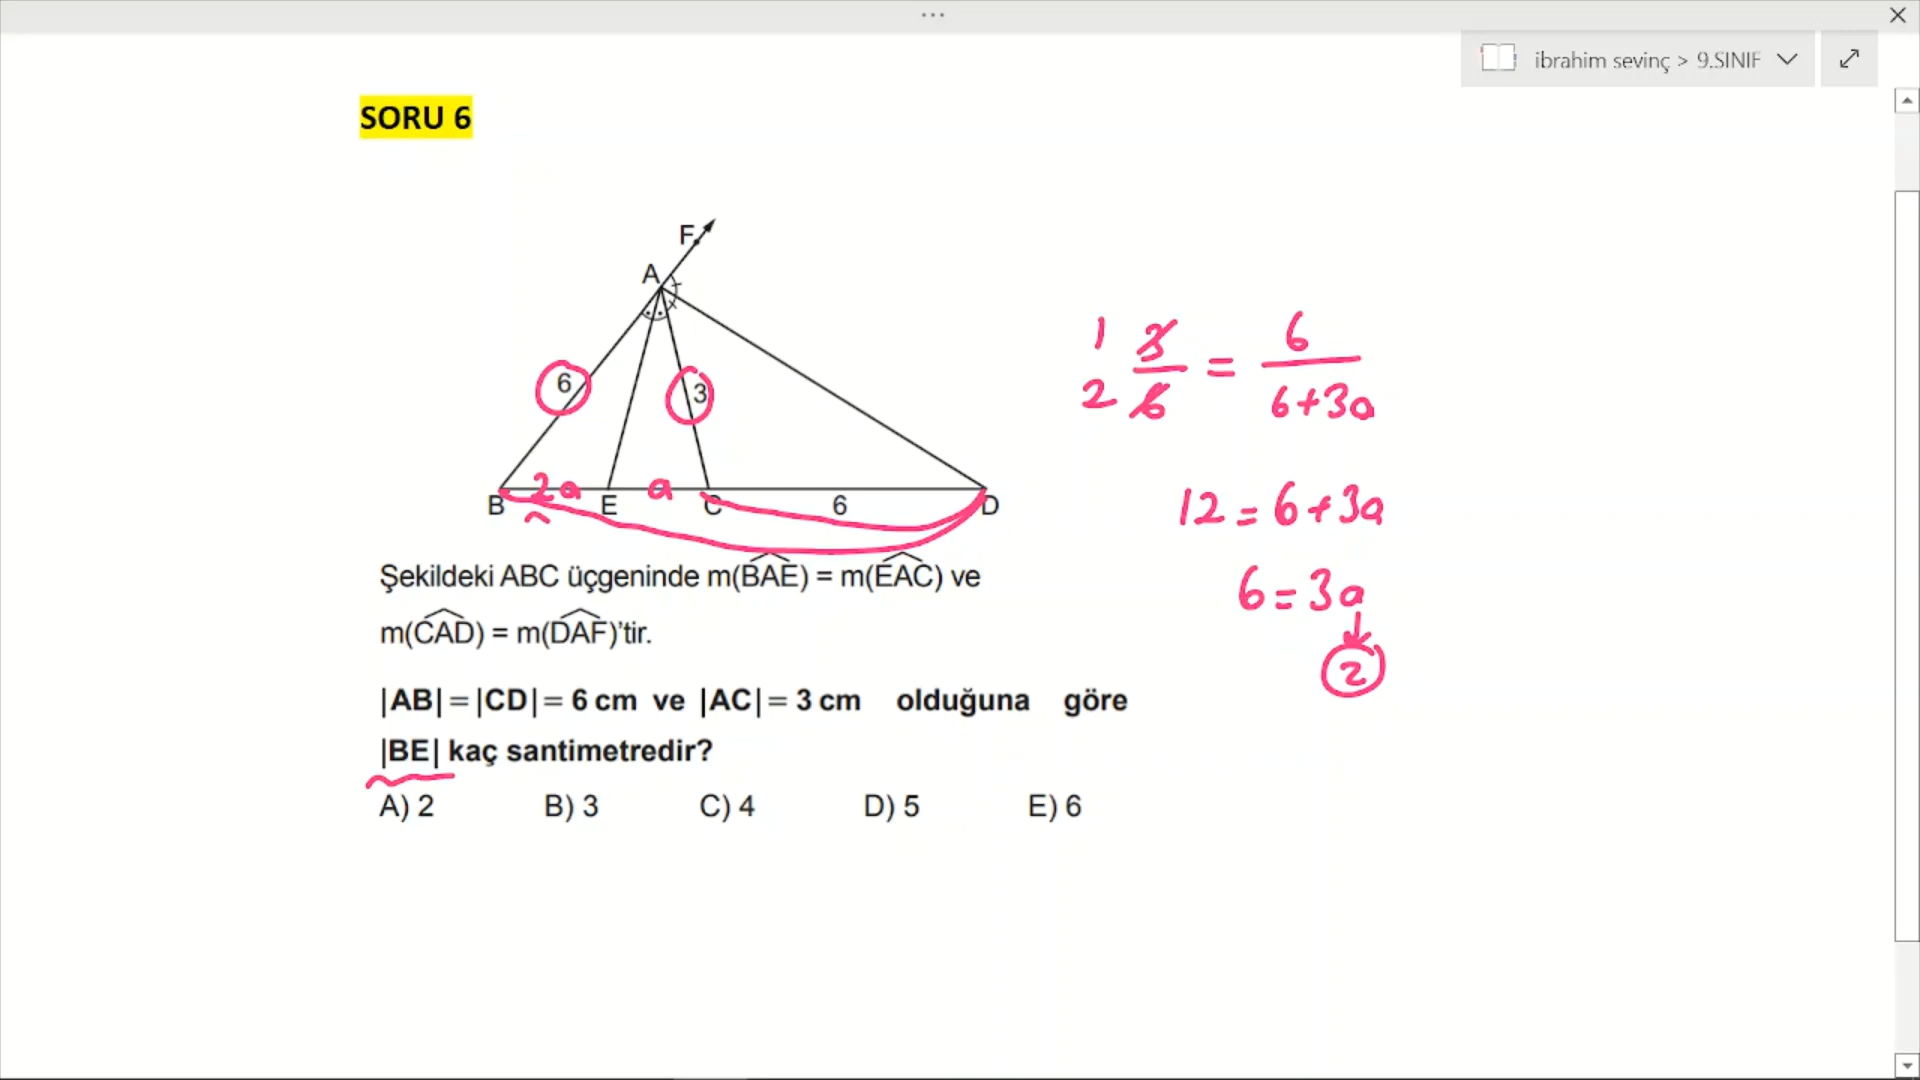 ...
ibrahim sevinç > 9.SINIF
SORU 6
F
A
6
3
2a
a
B
E
C
6
D
1 3/6 = 6/6+3a
2
12 = 6+3a
6 = 3a
2
Şekildeki ABC üçgeninde m(BAE) = m(EAC) ve
m(CAD) = m(DAF)'tir.
|AB| = |CD| = 6 cm ve |AC| = 3 cm olduğuna göre
|BE| kaç santimetredir?
A) 2 B) 3 C) 4 D) 5 E) 6